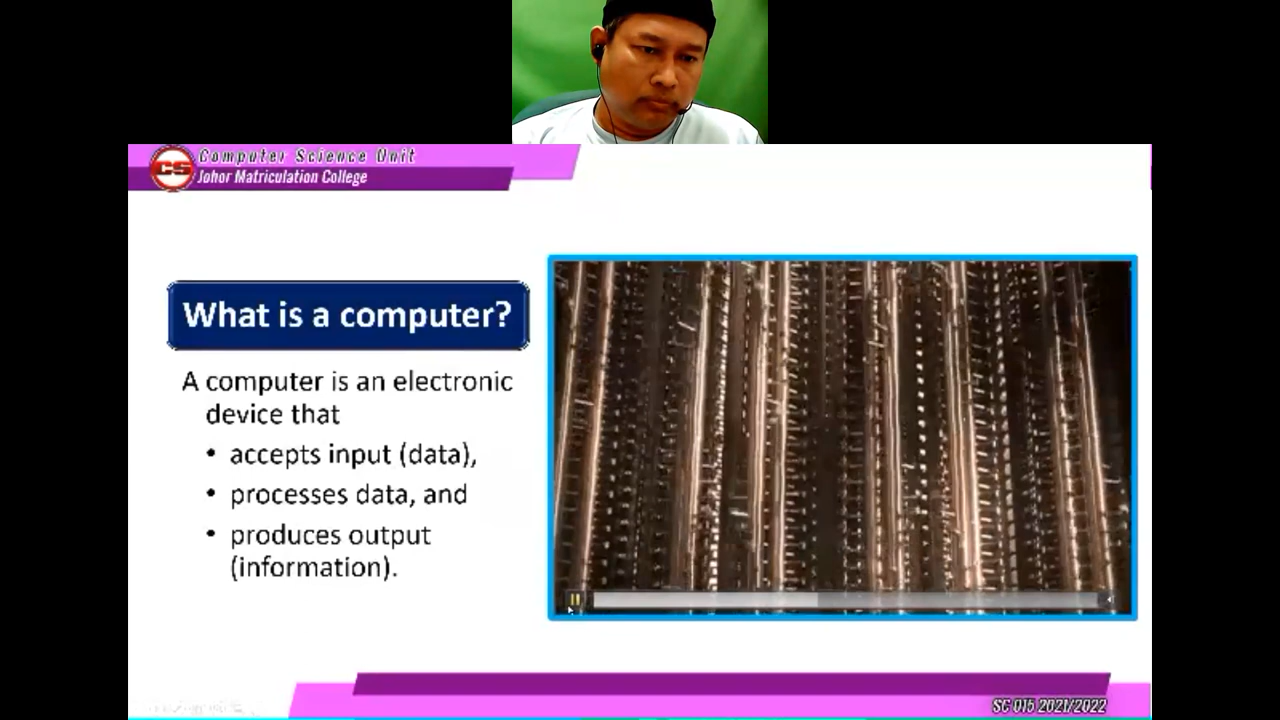 CS
Computer Science Unit
Johor Matriculation College
What is a computer?
A computer is an electronic
device that
• accepts input (data),
• processes data, and
• produces output
(information).
SC 015 2021/2022